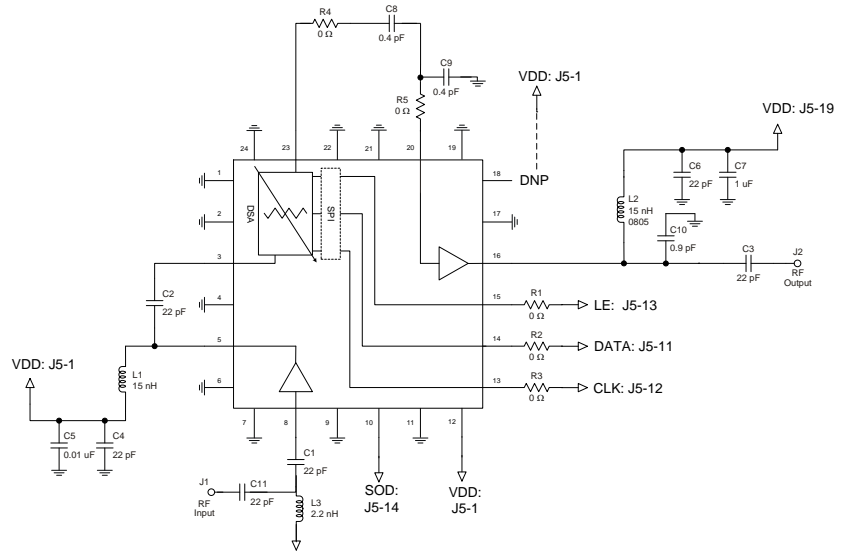 R4
0 Ω
C8
0.4 pF
C9
0.4 pF
R5
0 Ω
VDD: J5-1
VDD: J5-19
24
23
22
21
20
19
1
2
3
4
5
6
18
DNP
17
16
15
14
13
DSA
SPI
C6
22 pF
C7
1 uF
L2
15 nH
0805
C10
0.9 pF
C3
22 pF
J2
RF
Output
C2
22 pF
R1
0 Ω
LE: J5-13
R2
0 Ω
DATA: J5-11
R3
0 Ω
CLK: J5-12
VDD: J5-1
L1
15 nH
C5
0.01 uF
C4
22 pF
7
8
9
10
11
12
C1
22 pF
J1
RF
Input
C11
22 pF
L3
2.2 nH
SOD:
J5-14
VDD:
J5-1